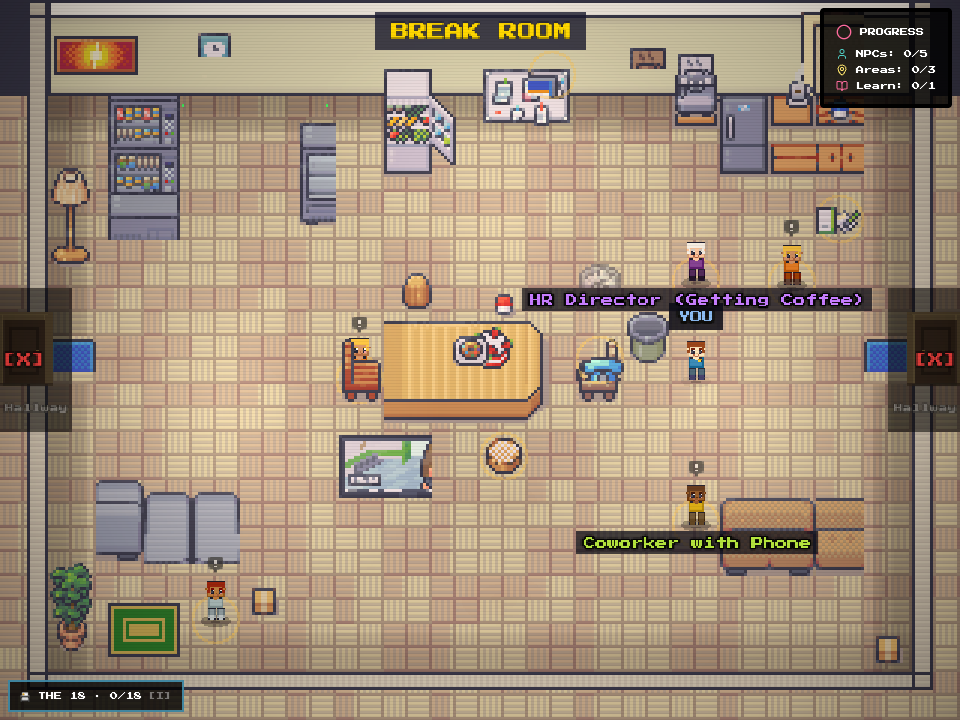 BREAK ROOM
PROGRESS
NPCs: 0/5
Areas: 0/3
Learn: 0/1
HR Director (Getting Coffee)
YOU
[X]
[X]
Hallway
Hallway
Coworker with Phone
THE 18 · 0/18 [I]